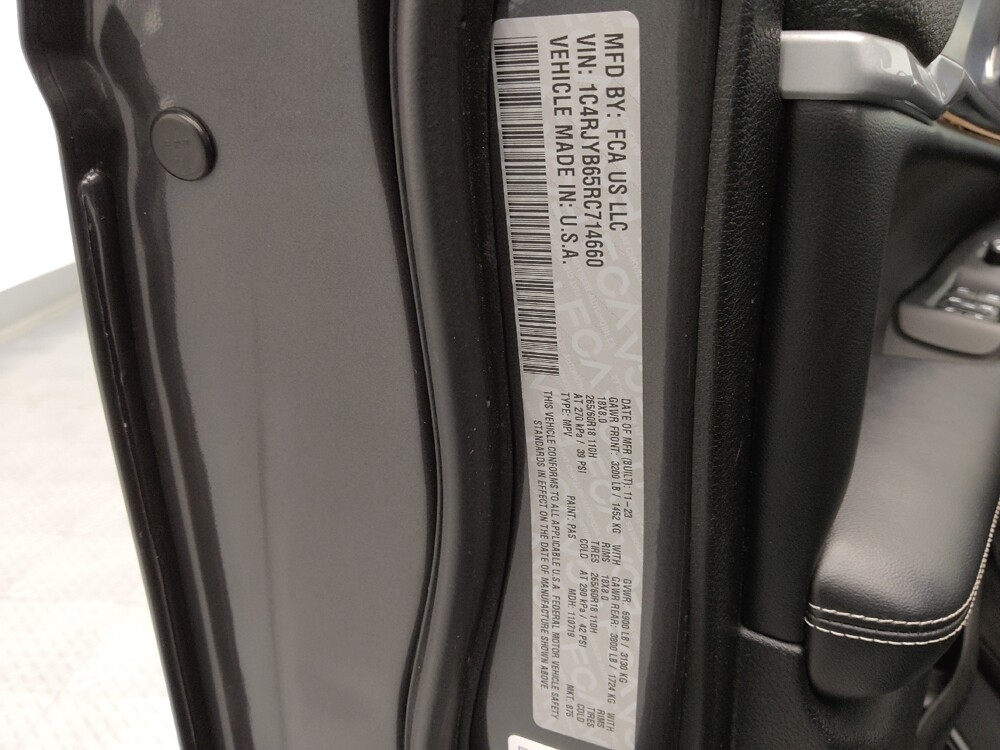 MFD BY: FCA US LLC
VIN: 1C4RJYB65RC714660
VEHICLE MADE IN: U.S.A.
DATE OF MFR (BUILT): 11-23 GVWR: 6900 LB / 3130 KG
GAWR FRONT: 3200 LB / 1452 KG WITH GAWR REAR: 3800 LB / 1724 KG WITH
18X8.0 RIMS 18X8.0 RIMS
265/60R18 110H TIRES 265/60R18 110H TIRES
AT 270 kPa / 39 PSI COLD AT 290 kPa / 42 PSI COLD
TYPE: MPV PAINT: PAS MDH: 110719 MKT: 875
THIS VEHICLE CONFORMS TO ALL APPLICABLE U.S.A. FEDERAL MOTOR VEHICLE SAFETY
STANDARDS IN EFFECT ON THE DATE OF MANUFACTURE SHOWN ABOVE.